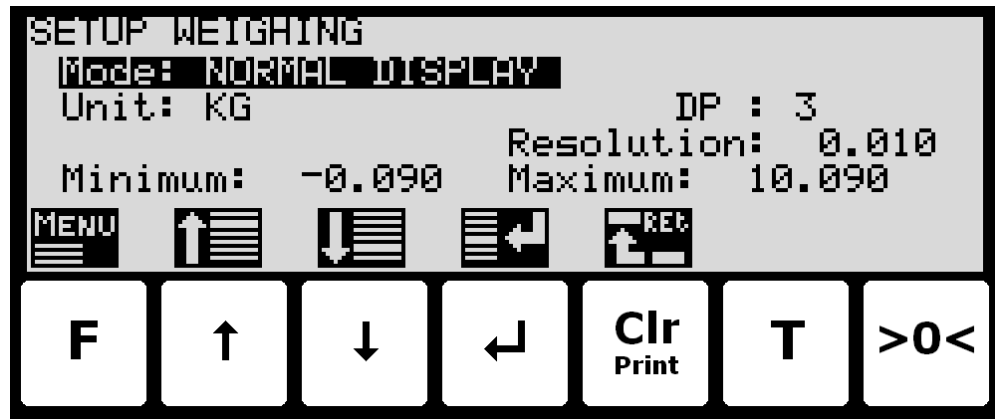 SETUP WEIGHING
Mode: NORMAL DISPLAY
Unit: KG DP : 3
Resolution: 0.010
Minimum: -0.090 Maximum: 10.090
MENU RET
F ↑ ↓ ↵ Clr >0<
Print T